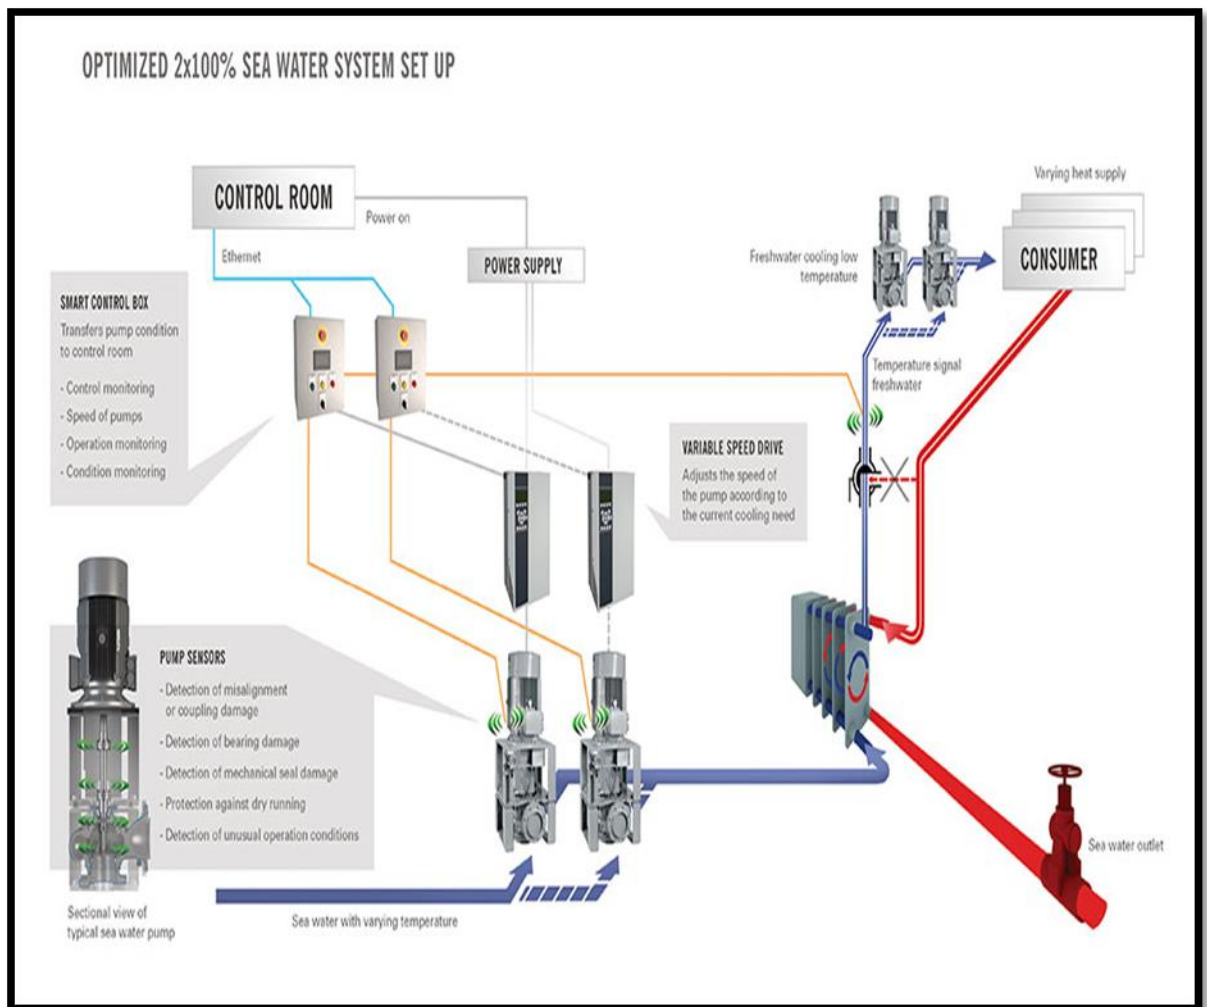 OPTIMIZED 2x100% SEA WATER SYSTEM SET UP
CONTROL ROOM
Power on
Ethernet
POWER SUPPLY
Varying heat supply
CONSUMER
Freshwater cooling low
temperature
Temperature signal
freshwater
SMART CONTROL BOX
Transfers pump condition
to control room
- Control monitoring
- Speed of pumps
- Operation monitoring
- Condition monitoring
VARIABLE SPEED DRIVE
Adjusts the speed of
the pump according to
the current cooling need
PUMP SENSORS
- Detection of misalignment
or coupling damage
- Detection of bearing damage
- Detection of mechanical seal damage
- Protection against dry running
- Detection of unusual operation conditions
Sectional view of
typical sea water pump
Sea water with varying temperature
Sea water outlet